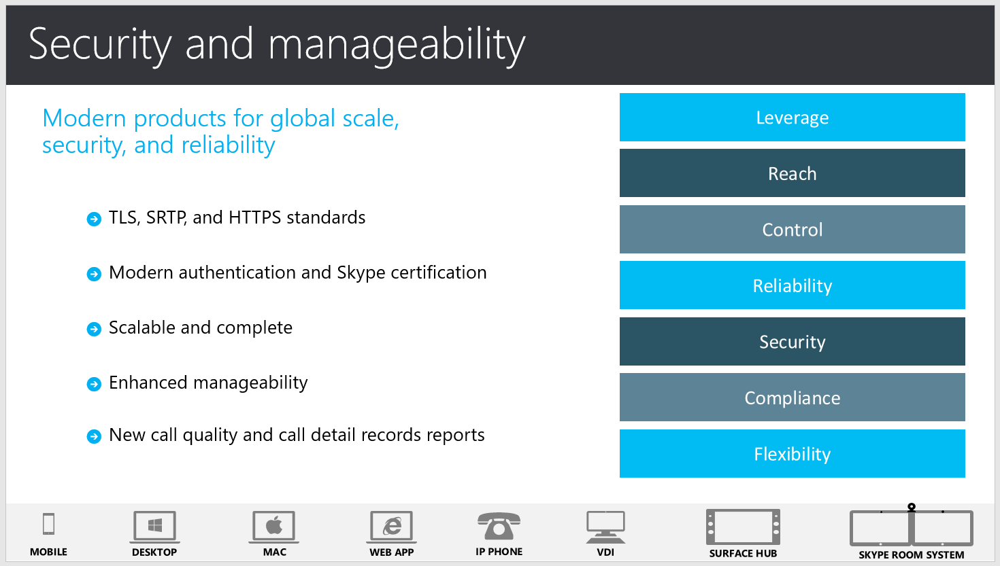 Security and manageability
Modern products for global scale,
security, and reliability
TLS, SRTP, and HTTPS standards
Modern authentication and Skype certification
Scalable and complete
Enhanced manageability
New call quality and call detail records reports
Leverage
Reach
Control
Reliability
Security
Compliance
Flexibility
MOBILE
DESKTOP
MAC
WEB APP
IP PHONE
VDI
SURFACE HUB
SKYPE ROOM SYSTEM